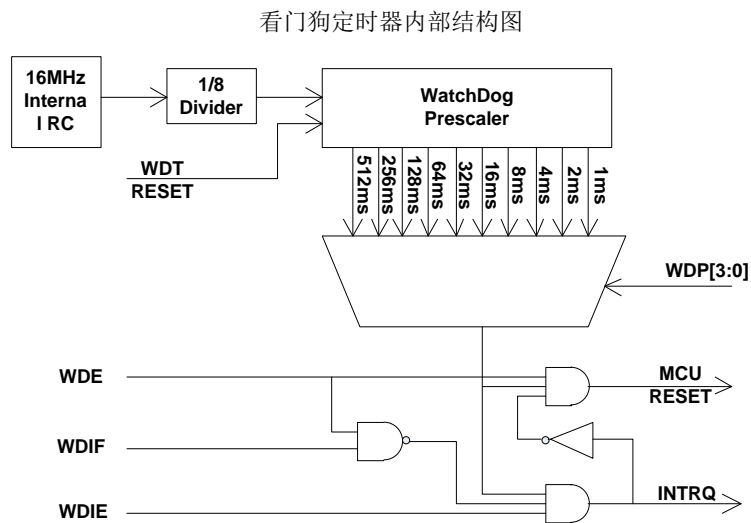 看门狗定时器内部结构图
16MHz
Interna
l RC
1/8
Divider
WatchDog
Prescaler
WDT
RESET
512ms
256ms
128ms
64ms
32ms
16ms
8ms
4ms
2ms
1ms
WDP[3:0]
WDE
MCU
RESET
WDIF
WDIE
INTRQ